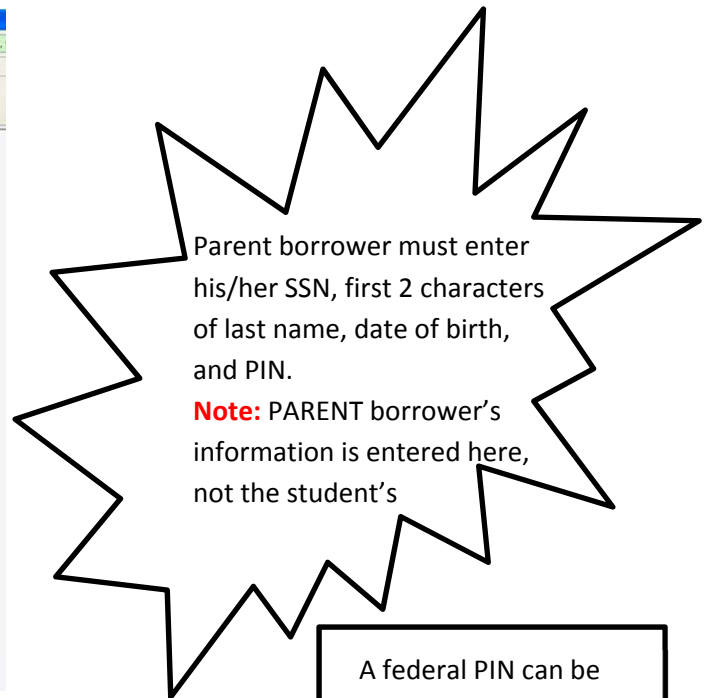 Parent borrower must enter
his/her SSN, first 2 characters
of last name, date of birth,
and PIN.
Note: PARENT borrower’s
information is entered here,
not the student’s
A federal PIN can be